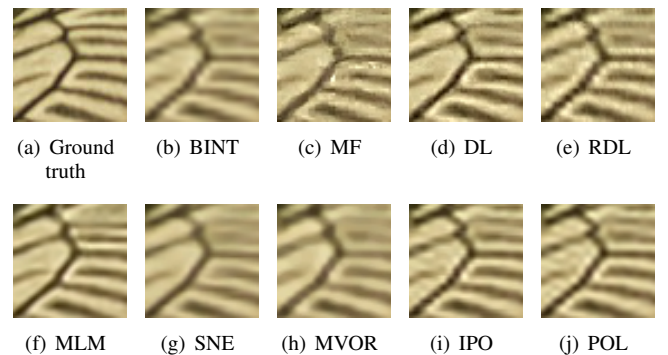 (a) Ground truth
(b) BINT
(c) MF
(d) DL
(e) RDL
(f) MLM
(g) SNE
(h) MVOR
(i) IPO
(j) POL